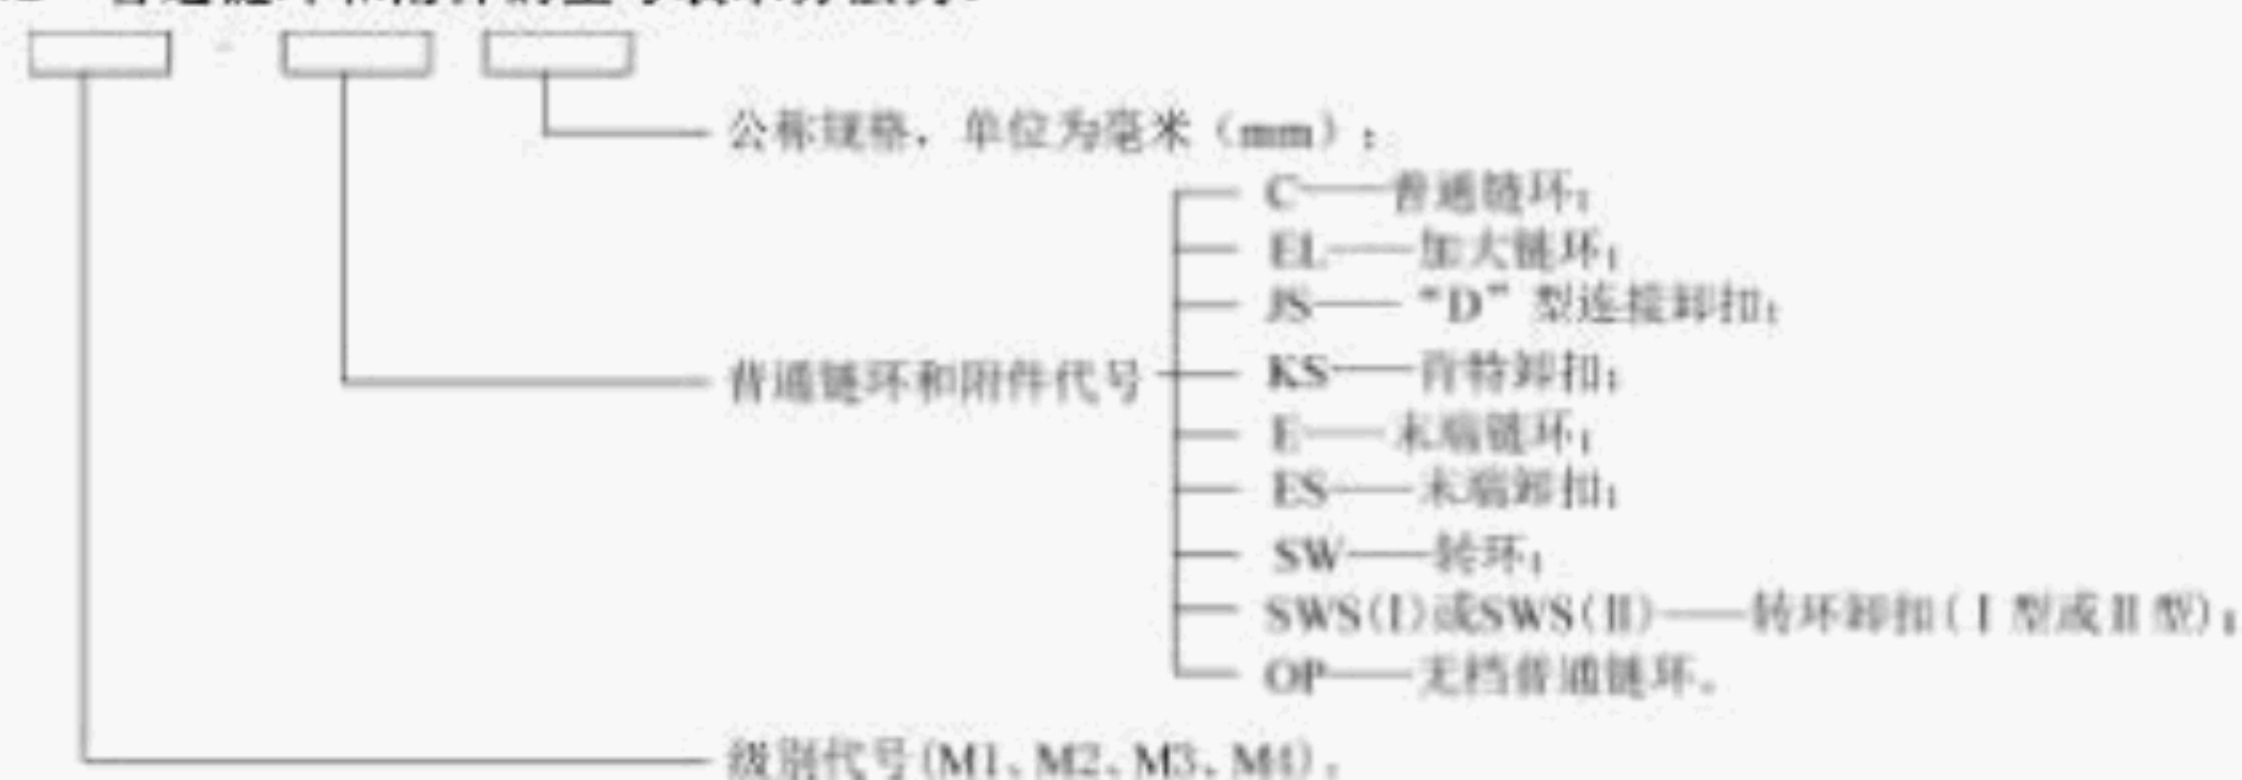 公称规格，单位为毫米（mm）；
C——普通链环；
EL——加大链环；
JS——“D”型连接卸扣；
普通链环和附件代号
KS——肯特卸扣；
E——末端链环；
ES——末端卸扣；
SW——转环；
SWS(Ⅰ)或SWS(Ⅱ)——转环卸扣(Ⅰ型或Ⅱ型)；
OP——无档普通链环。
级别代号(M1、M2、M3、M4)。